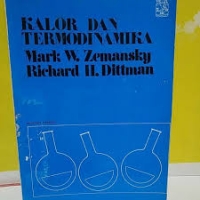 KALOR DAN
TERMODINAMIKA
Mark W. Zemansky
Richard H. Dittman